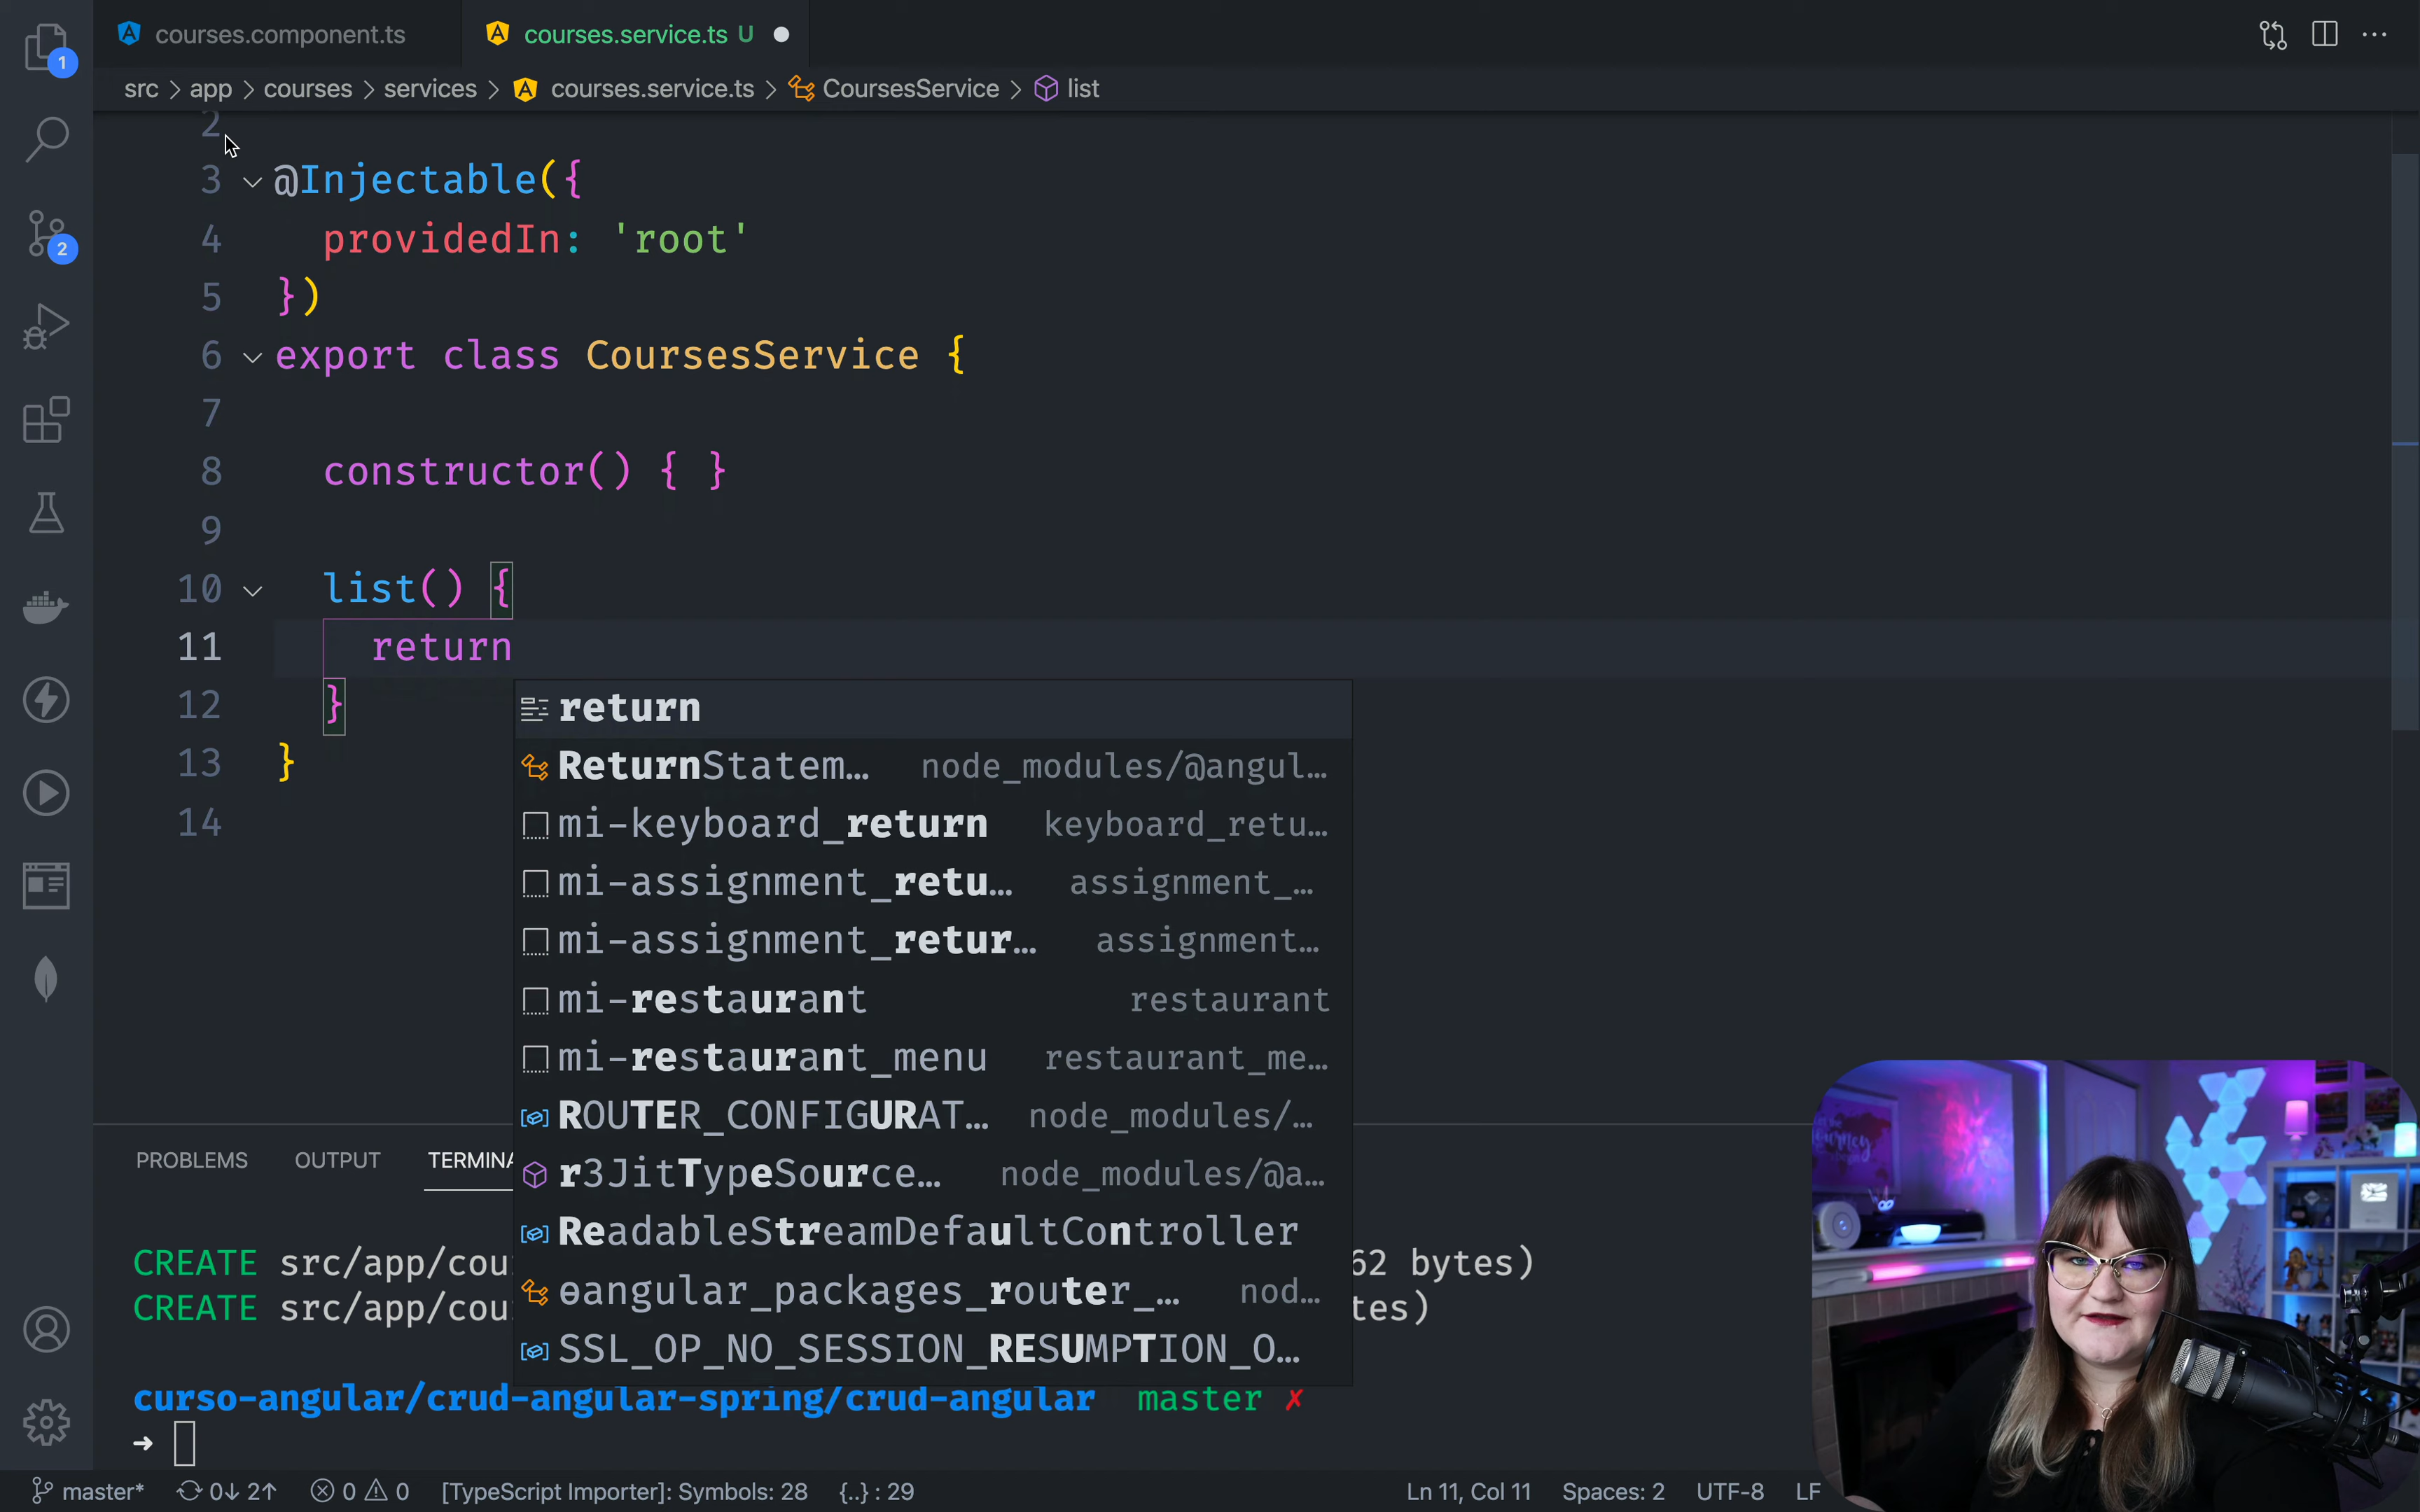 courses.component.ts
courses.service.ts U
src > app > courses > services > courses.service.ts > CoursesService > list
2
3 @Injectable({
4 providedIn: 'root'
5 })
6 export class CoursesService {
7
8 constructor() { }
9
10 list() {
11 return
12 }
13 }
14
return
ReturnStatem… node_modules/@angul…
mi-keyboard_return keyboard_retu…
mi-assignment_retu… assignment_…
mi-assignment_retur… assignment…
mi-restaurant restaurant
mi-restaurant_menu restaurant_me…
ROUTER_CONFIGURAT… node_modules/…
r3JitTypeSource… node_modules/@a…
ReadableStreamDefaultController
ɵangular_packages_router_… nod…
SSL_OP_NO_SESSION_RESUMPTION_O…
1
2
PROBLEMS OUTPUT TERMINA
CREATE src/app/cou 62 bytes)
CREATE src/app/cou tes)
curso-angular/crud-angular-spring/crud-angular master ✗
➜
master* 0↓ 2↑ 0 0 [TypeScript Importer]: Symbols: 28 {..} : 29 Ln 11, Col 11 Spaces: 2 UTF-8 LF